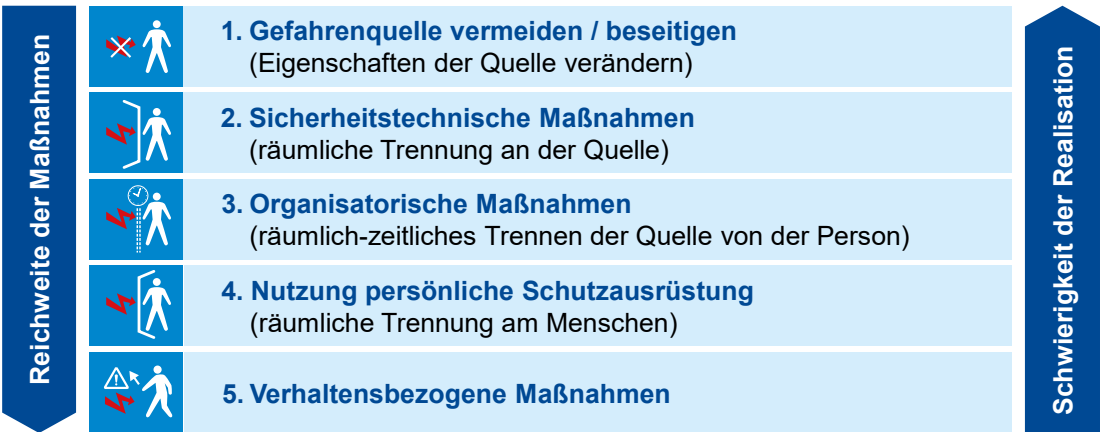 Reichweite der Maßnahmen
1. Gefahrenquelle vermeiden / beseitigen
(Eigenschaften der Quelle verändern)
2. Sicherheitstechnische Maßnahmen
(räumliche Trennung an der Quelle)
3. Organisatorische Maßnahmen
(räumlich-zeitliches Trennen der Quelle von der Person)
4. Nutzung persönliche Schutzausrüstung
(räumliche Trennung am Menschen)
5. Verhaltensbezogene Maßnahmen
Schwierigkeit der Realisation